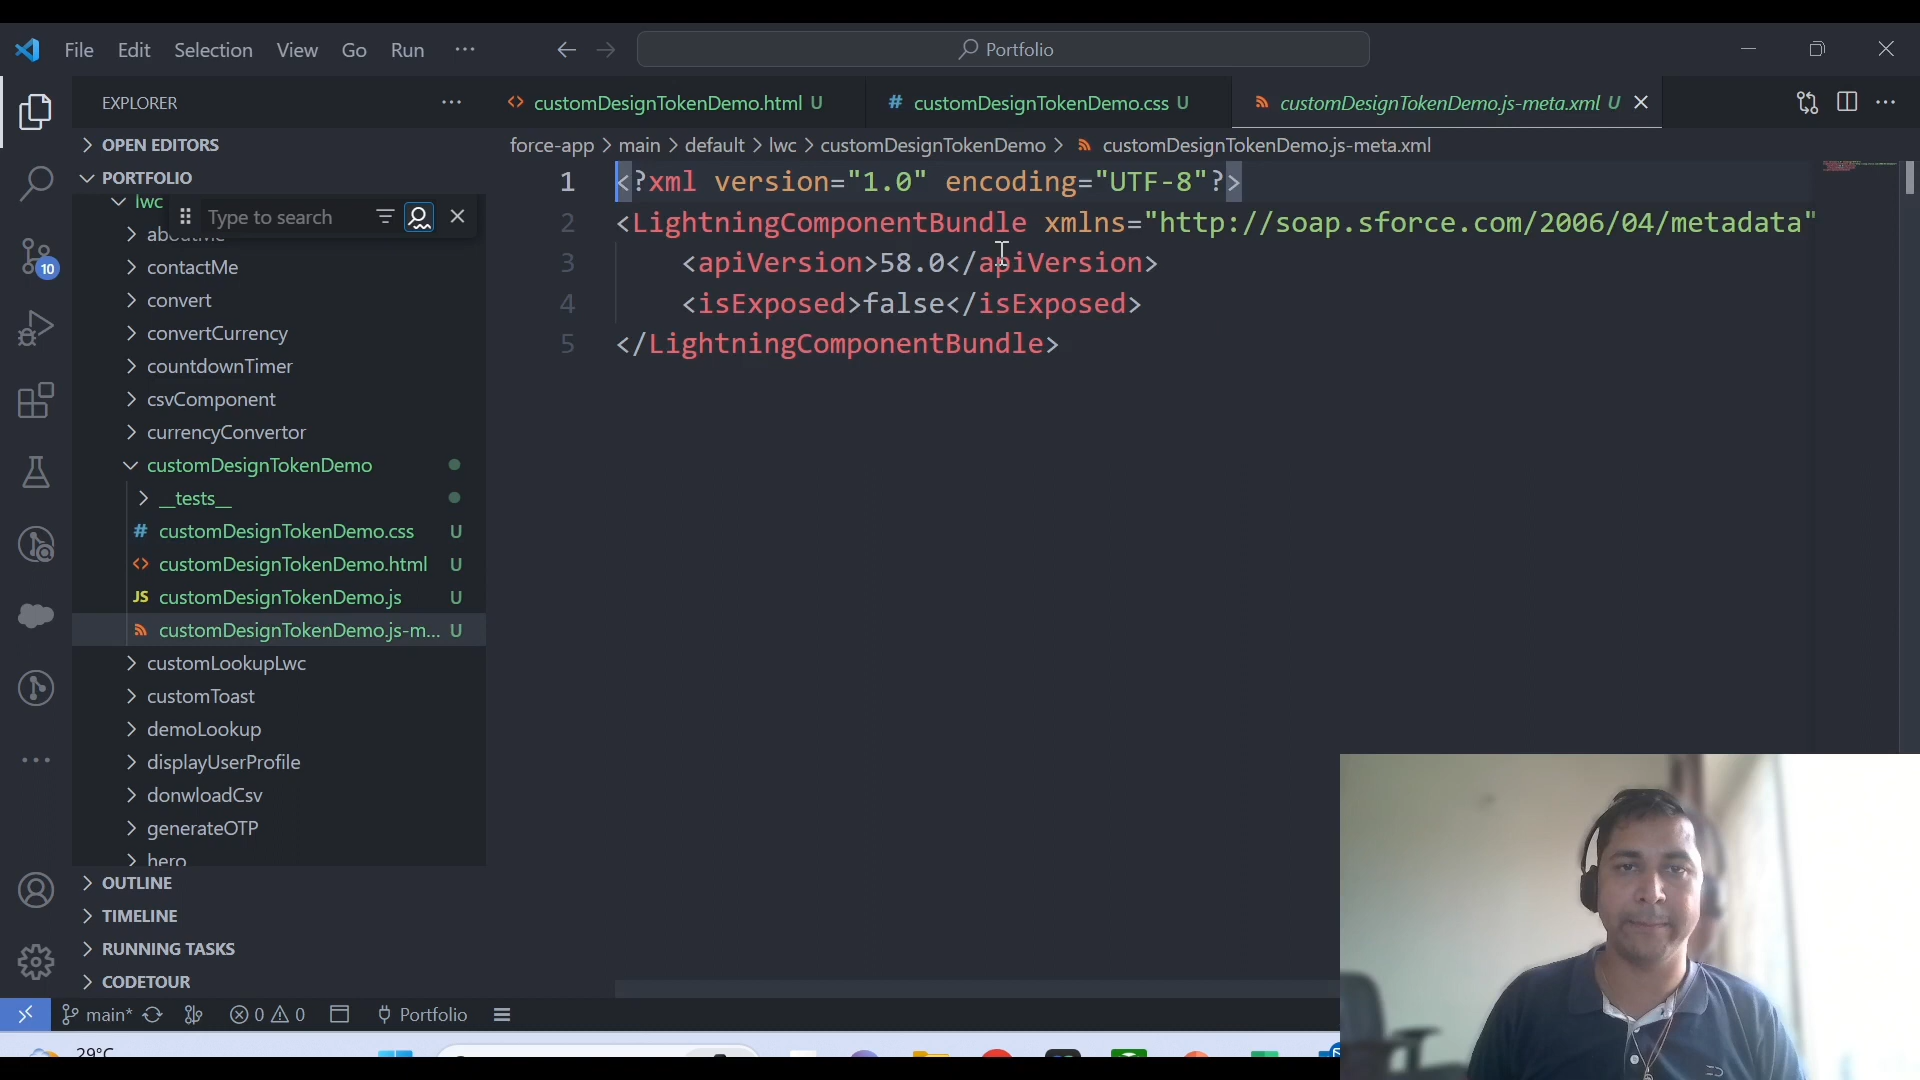 File Edit Selection View Go Run ···
Portfolio
EXPLORER ···
customDesignTokenDemo.html U
customDesignTokenDemo.css U
customDesignTokenDemo.js-meta.xml U
OPEN EDITORS
force-app > main > default > lwc > customDesignTokenDemo > customDesignTokenDemo.js-meta.xml
PORTFOLIO
lwc
Type to search
aboutMe
contactMe
convert
convertCurrency
countdownTimer
csvComponent
currencyConvertor
customDesignTokenDemo
__tests__
customDesignTokenDemo.css U
customDesignTokenDemo.html U
JS customDesignTokenDemo.js U
customDesignTokenDemo.js-m... U
customLookupLwc
customToast
demoLookup
displayUserProfile
donwloadCsv
generateOTP
hero
OUTLINE
TIMELINE
RUNNING TASKS
CODETOUR
10
1 <?xml version="1.0" encoding="UTF-8"?>
2 <LightningComponentBundle xmlns="http://soap.sforce.com/2006/04/metadata"
3 <apiVersion>58.0</apiVersion>
4 <isExposed>false</isExposed>
5 </LightningComponentBundle>
main* 0 0 Portfolio
29°C